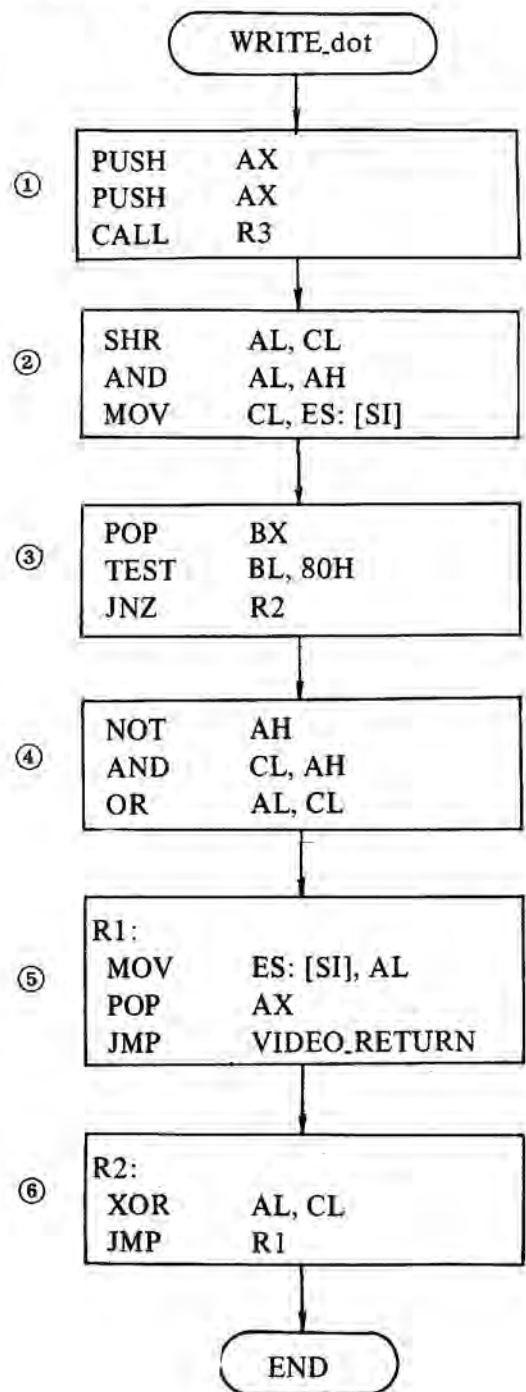 WRITE_dot
①
PUSH AX
PUSH AX
CALL R3
②
SHR AL, CL
AND AL, AH
MOV CL, ES: [SI]
③
POP BX
TEST BL, 80H
JNZ R2
④
NOT AH
AND CL, AH
OR AL, CL
⑤
R1:
MOV ES: [SI], AL
POP AX
JMP VIDEO_RETURN
⑥
R2:
XOR AL, CL
JMP R1
END